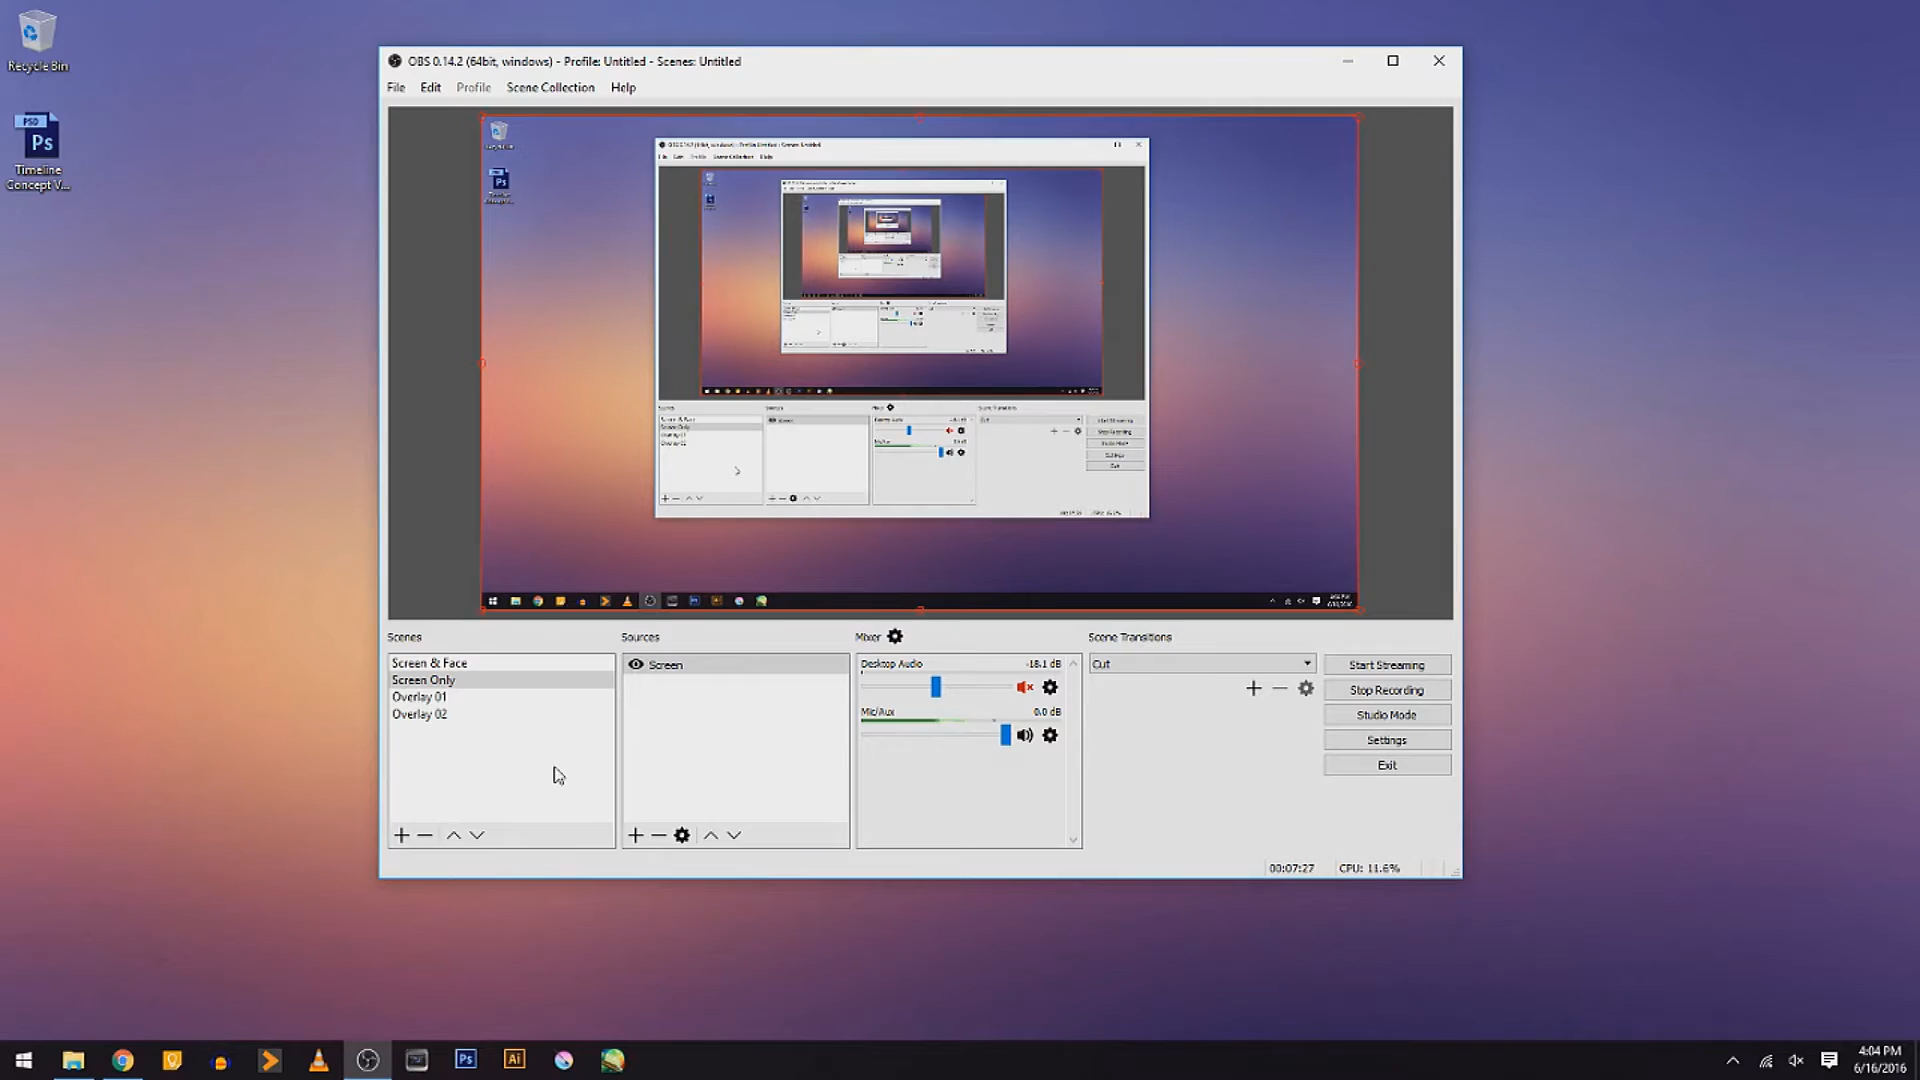 Recycle Bin
PSD
Ps
Timeline
Concept V...
OBS 0.14.2 (64bit, windows) - Profile: Untitled - Scenes: Untitled
File Edit Profile Scene Collection Help
Scenes
Screen & Face
Screen Only
Overlay 01
Overlay 02
Sources
Screen
Mixer
Desktop Audio -18.1 dB
Mic/Aux 0.0 dB
Scene Transitions
Cut
Start Streaming
Stop Recording
Studio Mode
Settings
Exit
00:07:27 CPU: 11.6%
Ps
Ai
4:04 PM
6/16/2016